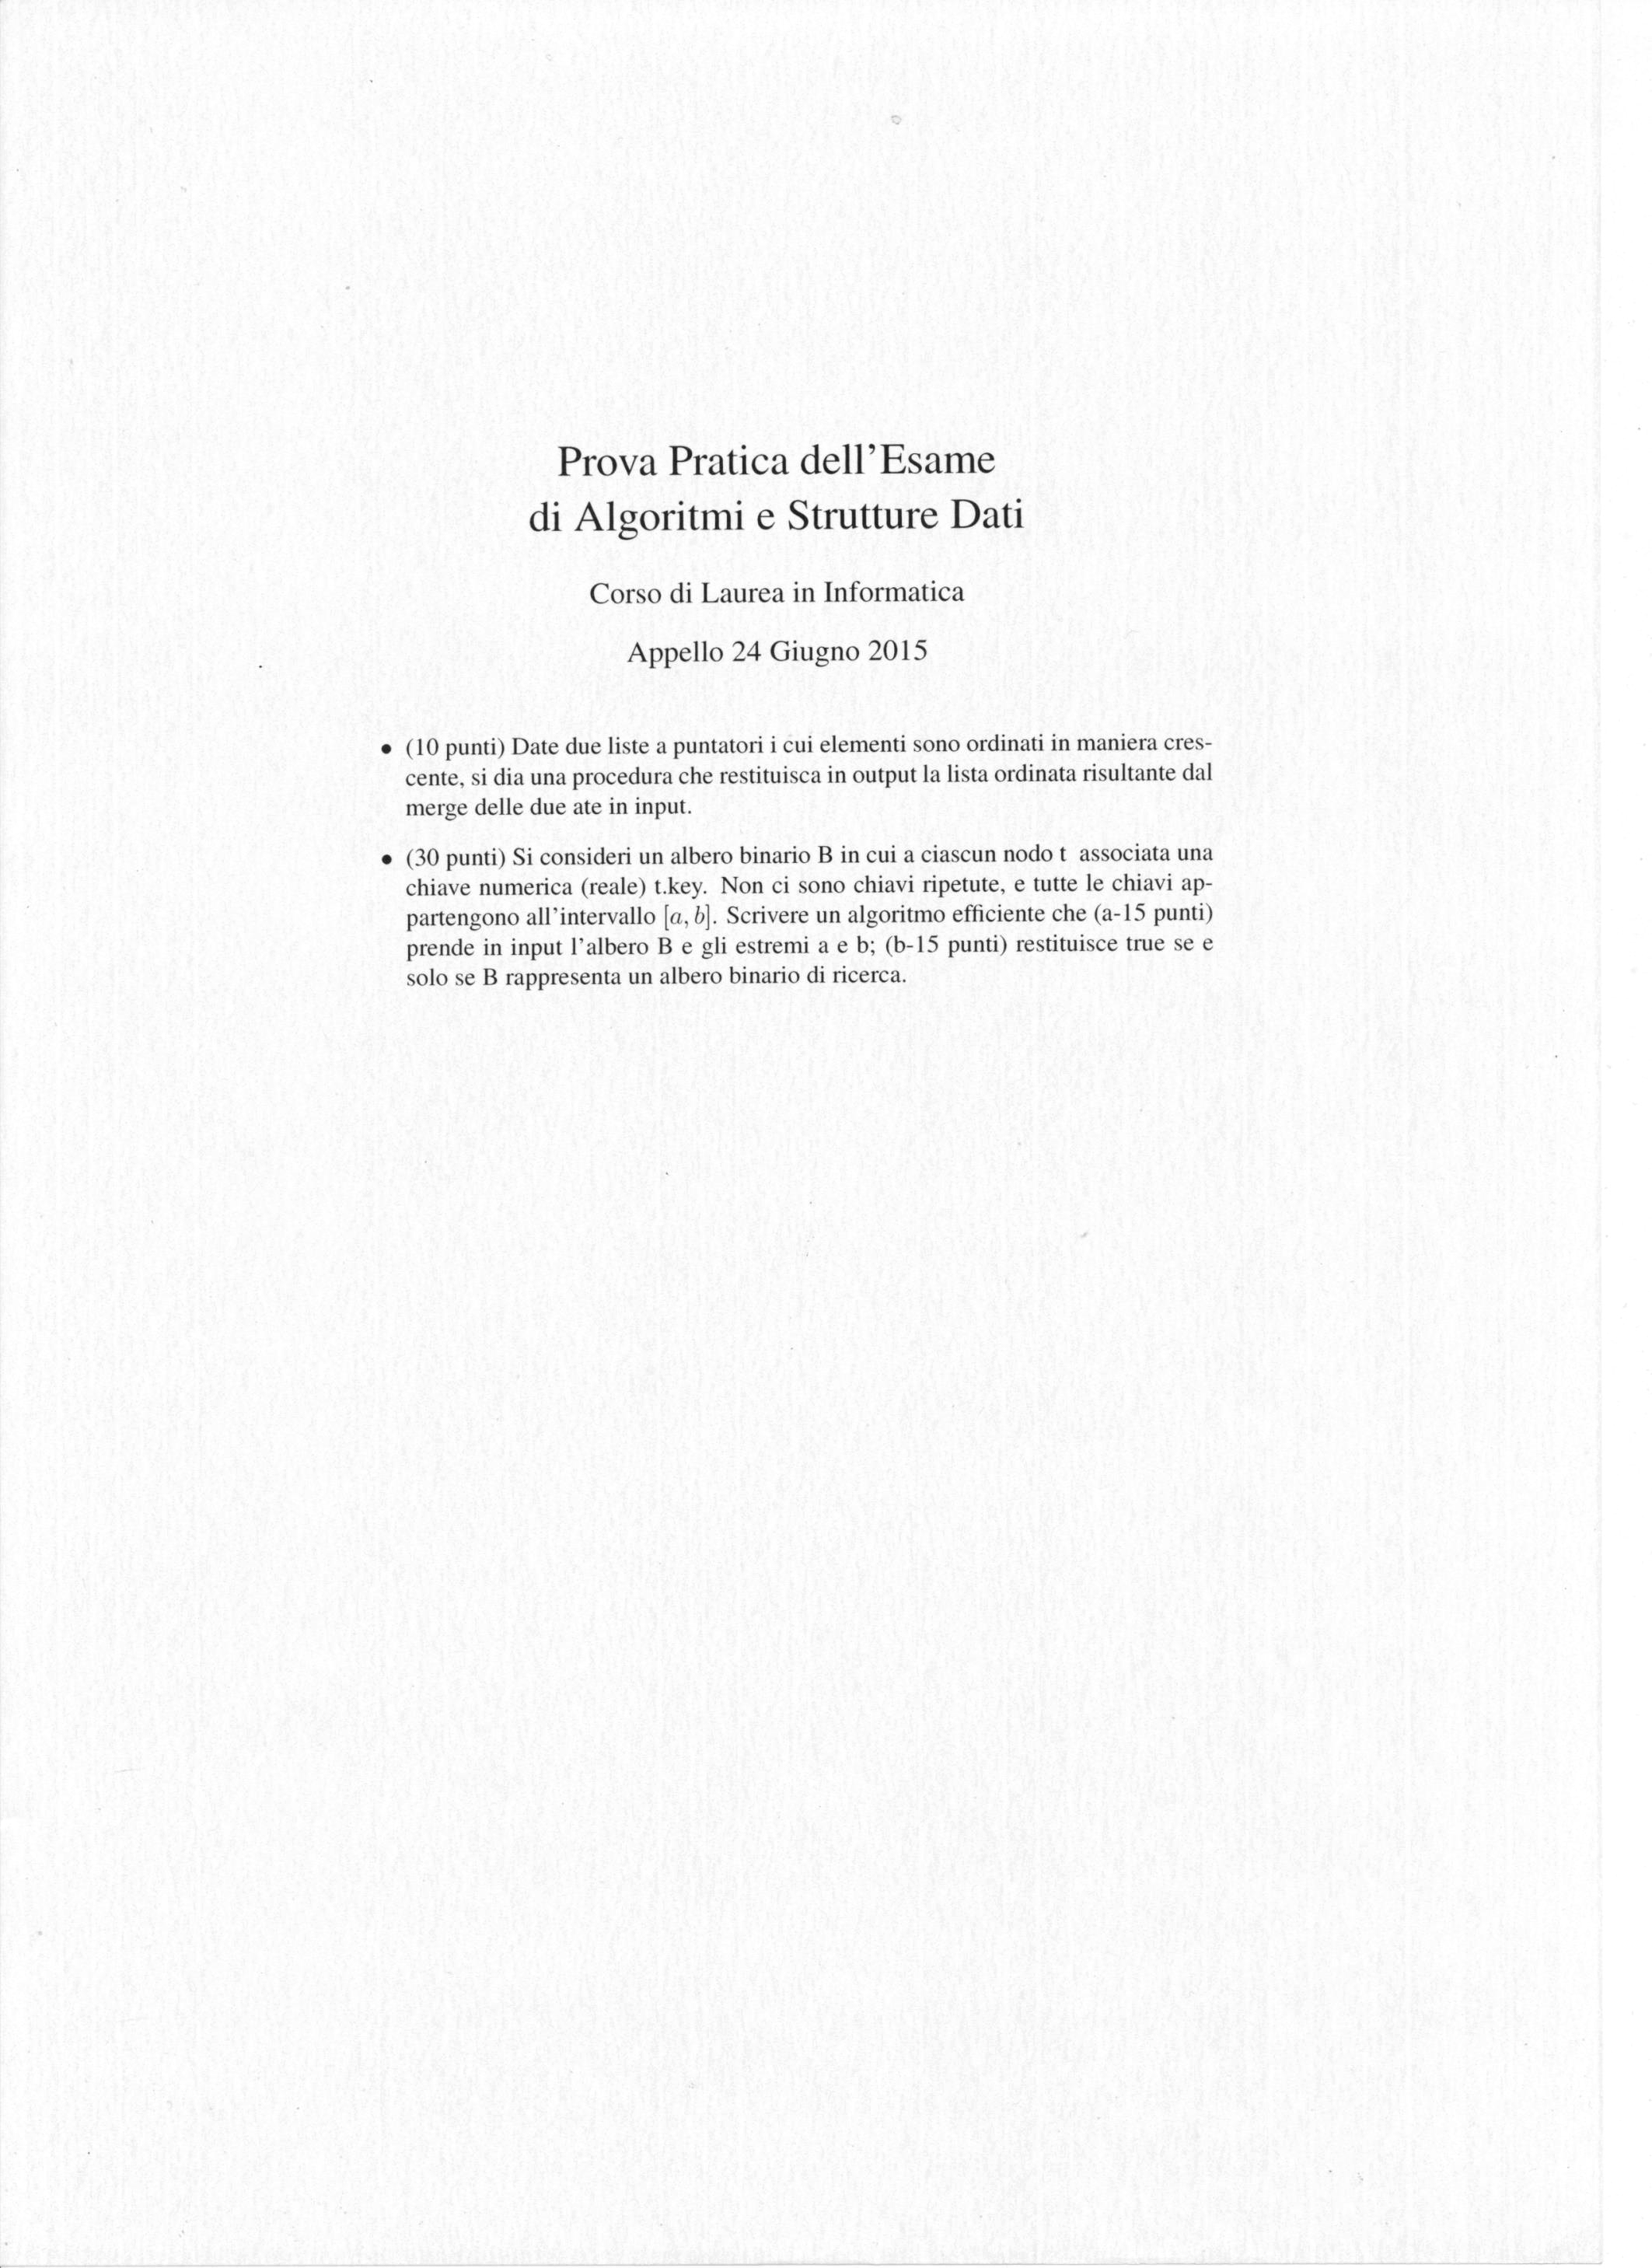 Prova Pratica dell'Esame
di Algoritmi e Strutture Dati
Corso di Laurea in Informatica
Appello 24 Giugno 2015
• (10 punti) Date due liste a puntatori i cui elementi sono ordinati in maniera cres-
cente, si dia una procedura che restituisca in output la lista ordinata risultante dal
merge delle due ate in input.
• (30 punti) Si consideri un albero binario B in cui a ciascun nodo t associata una
chiave numerica (reale) t.key. Non ci sono chiavi ripetute, e tutte le chiavi ap-
partengono all'intervallo [a, b]. Scrivere un algoritmo efficiente che (a-15 punti)
prende in input l'albero B e gli estremi a e b; (b-15 punti) restituisce true se e
solo se B rappresenta un albero binario di ricerca.